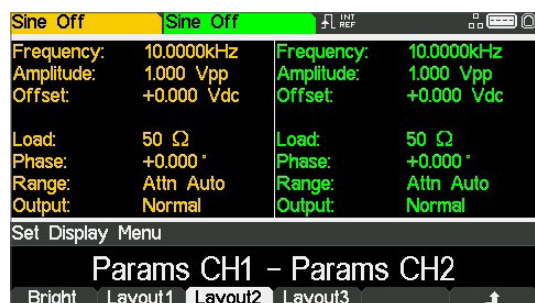 Sine Off Sine Off INT REF
Frequency: 10.0000kHz Frequency: 10.0000kHz
Amplitude: 1.000 Vpp Amplitude: 1.000 Vpp
Offset: +0.000 Vdc Offset: +0.000 Vdc
Load: 50 Ω Load: 50 Ω
Phase: +0.000° Phase: +0.000°
Range: Attn Auto Range: Attn Auto
Output: Normal Output: Normal
Set Display Menu
Params CH1 - Params CH2
Bright Layout1 Layout2 Layout3